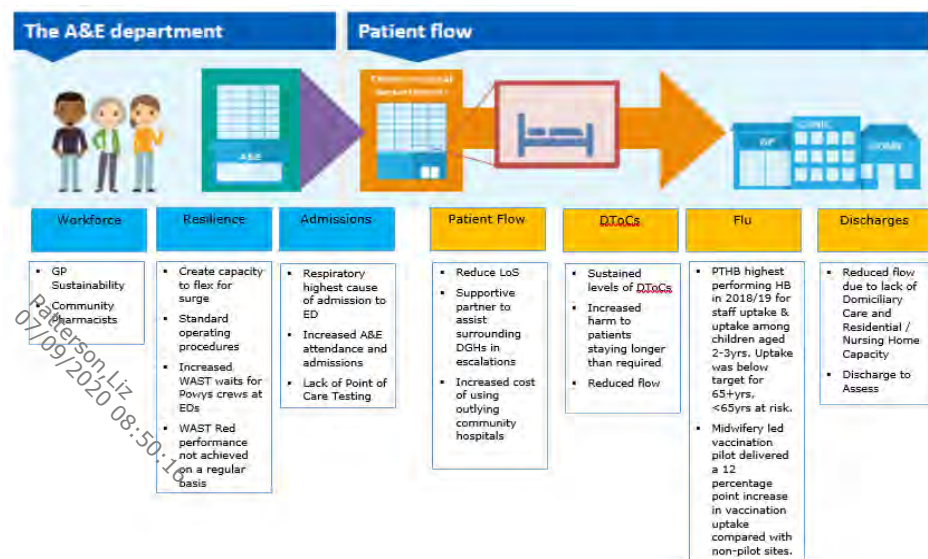 The A&E department
Patient flow
A&E
GP
CLINIC
Workforce
Resilience
Admissions
Patient Flow
DToCs
Flu
Discharges
▪ GP
Sustainability
▪ Community
Pharmacists
▪ Create capacity
to flex for
surge
▪ Standard
operating
procedures
▪ Increased
WAST waits for
Powys crews at
EDs
▪ WAST Red
performance
not achieved
on a regular
basis
▪ Respiratory
highest cause
of admission to
ED
▪ Increased A&E
attendance and
admissions
▪ Lack of Point of
Care Testing
▪ Reduce LoS
▪ Supportive
partner to
assist
surrounding
DGHs in
escalations
▪ Increased cost
of using
outlying
community
hospitals
▪ Sustained
levels of DToCs
▪ Increased
harm to
patients
staying longer
than required
▪ Reduced flow
▪ PTHB highest
performing HB
in 2018/19 for
staff uptake &
uptake among
children aged
2-3yrs. Uptake
was below
target for
65+yrs,
<65yrs at risk.
▪ Midwifery led
vaccination
pilot delivered
a 12
percentage
point increase
in vaccination
uptake
compared with
non-pilot sites.
▪ Reduced flow
due to lack of
Domiciliary
Care and
Residential /
Nursing Home
Capacity
▪ Discharge to
Assess
Patterson,Liz
07/09/2020 08:50:16